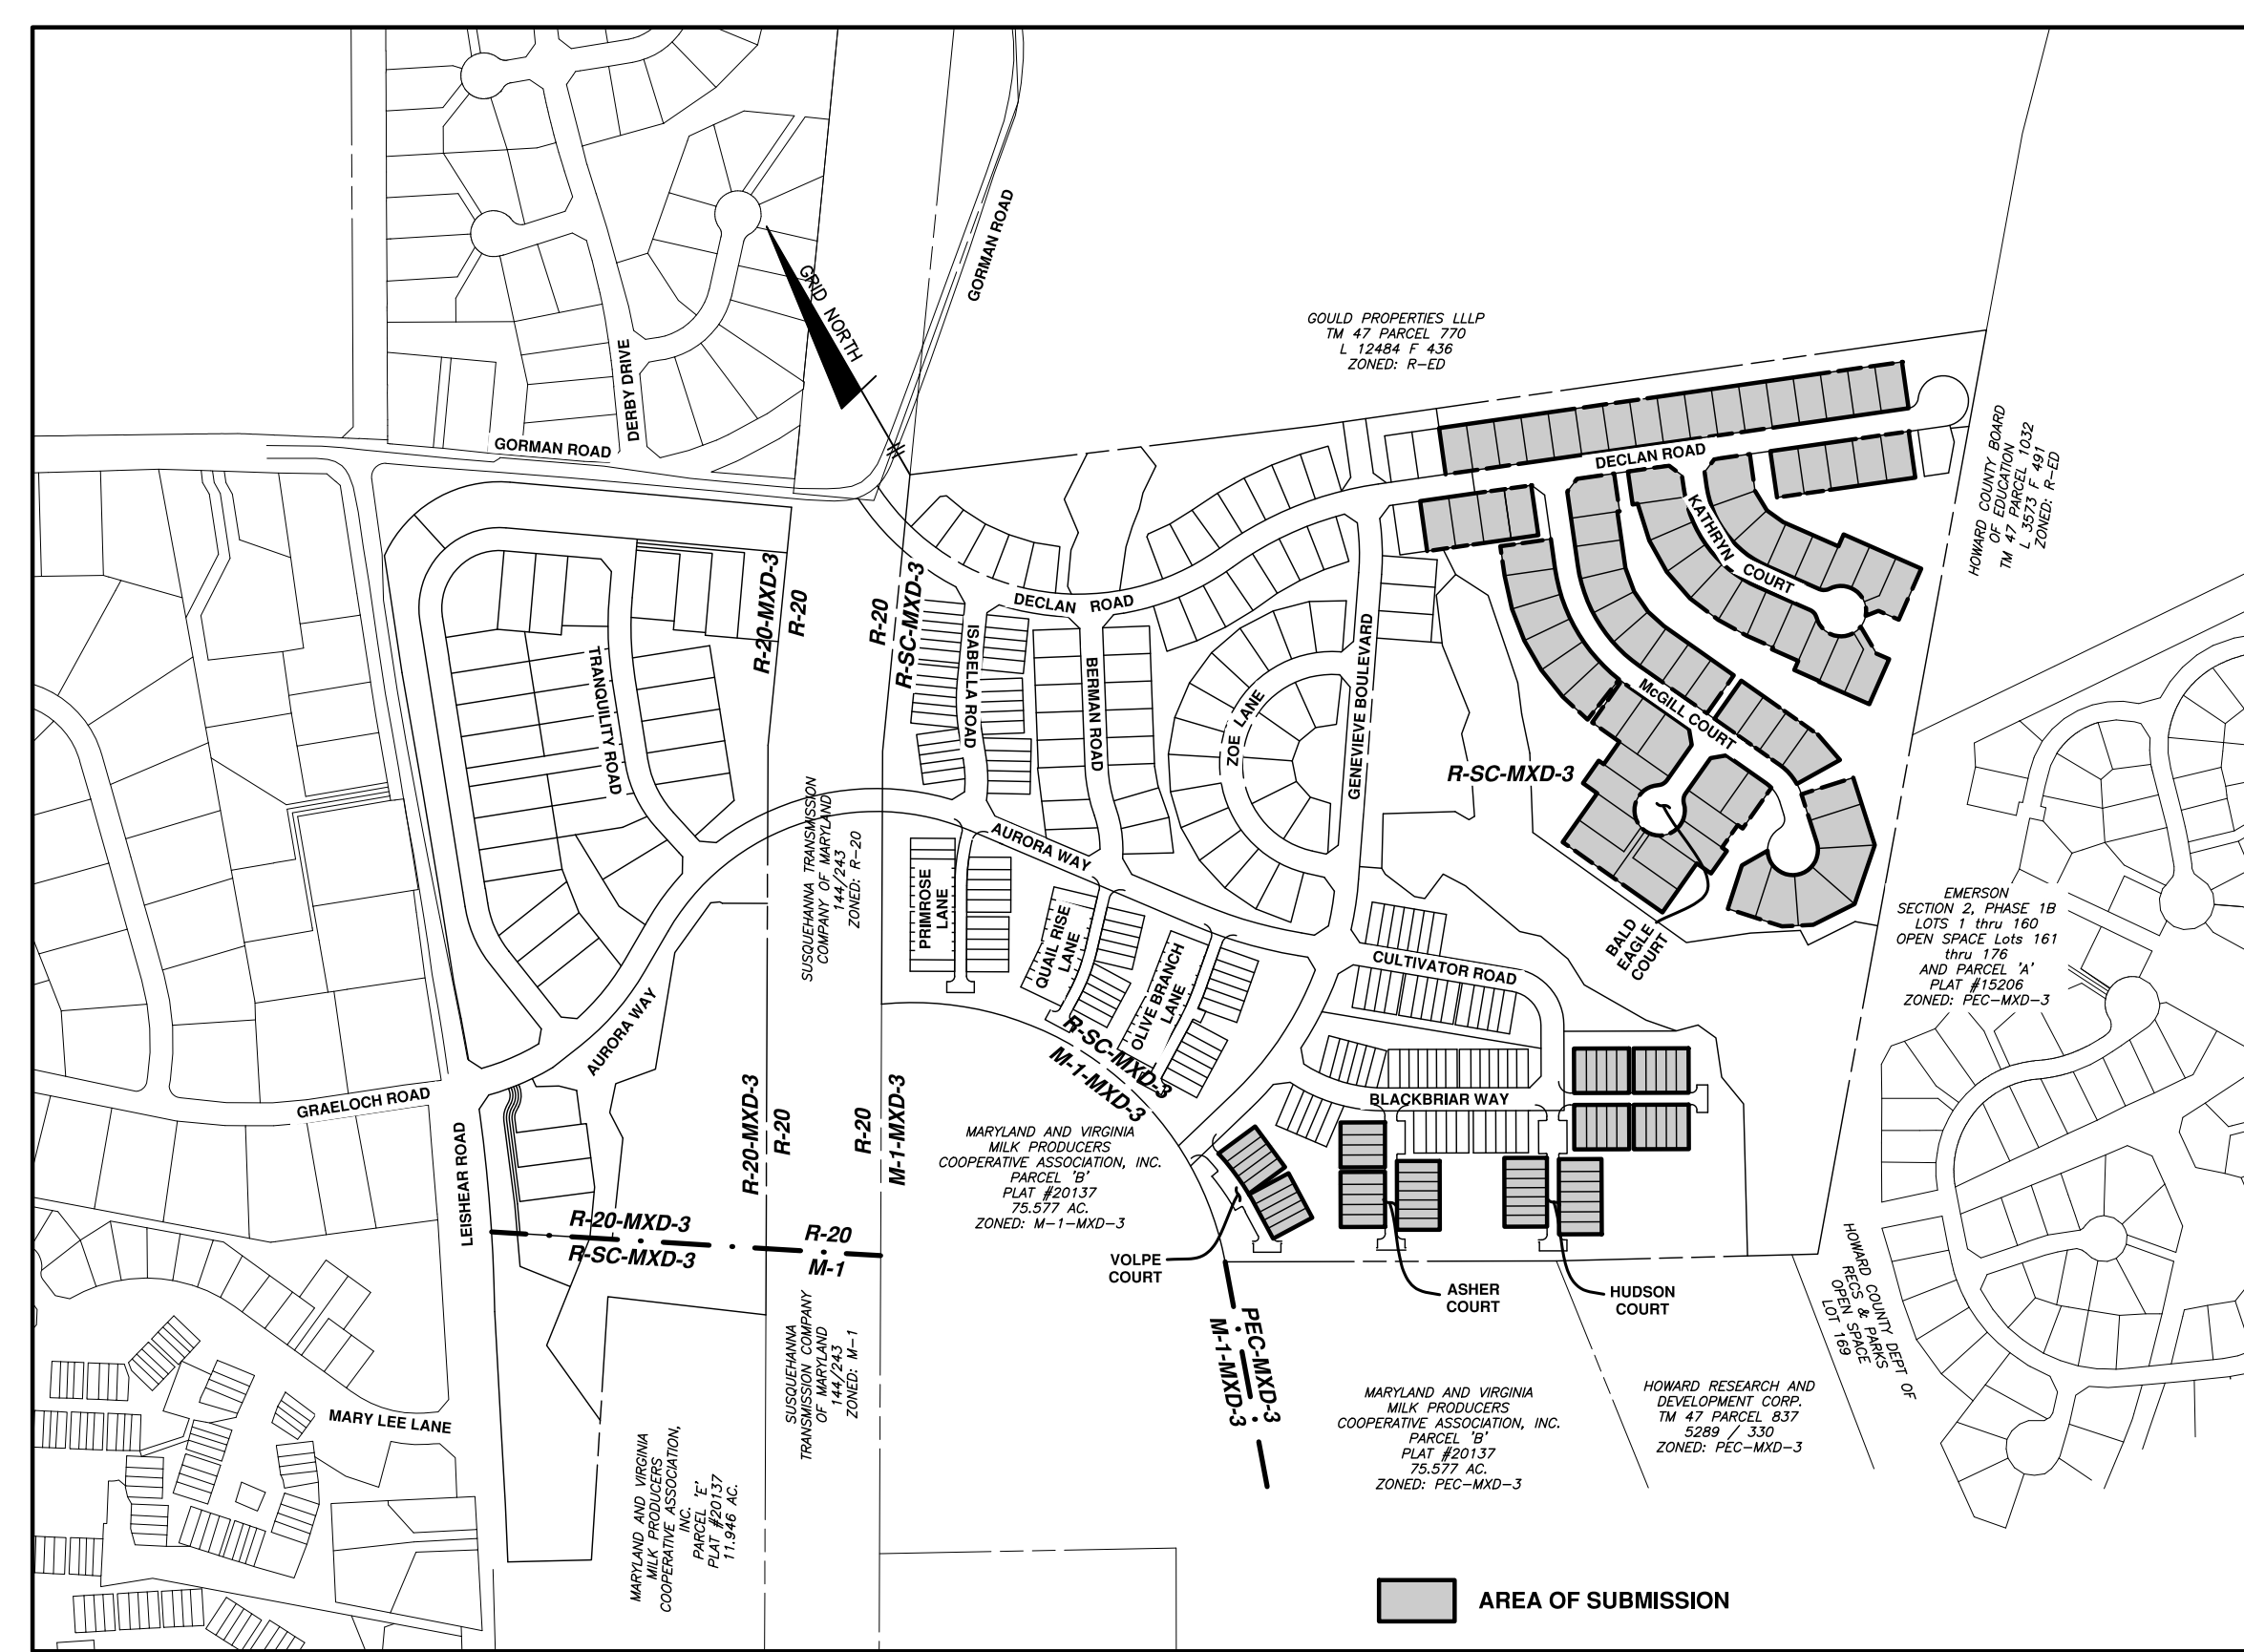 GORMAN ROAD
GRID NORTH
DERBY DRIVE
GORMAN ROAD
GOULD PROPERTIES LLLP
TM 47 PARCEL 770
L 12484 F 436
ZONED: R-ED
HOWARD COUNTY BOARD
OF EDUCATION
TM 47 PARCEL 1032
L 3573 F 491
ZONED: R-ED
DECLAN ROAD
KATHRYN COURT
McGILL COURT
BALD
EAGLE
COURT
R-SC-MXD-3
R-20-MXD-3
R-20
R-20
R-SC-MXD-3
DECLAN ROAD
ISABELLA ROAD
BERMAN ROAD
ZOE LANE
GENEVIEVE BOULEVARD
TRANQUILITY ROAD
SUSQUEHANNA TRANSMISSION
COMPANY OF MARYLAND
144/243
ZONED: R-20
AURORA WAY
PRIMROSE
LANE
QUAIL RISE
LANE
OLIVE BRANCH
LANE
CULTIVATOR ROAD
EMERSON
SECTION 2, PHASE 1B
LOTS 1 thru 160
OPEN SPACE Lots 161
thru 176
AND PARCEL 'A'
PLAT #15206
ZONED: PEC-MXD-3
AURORA WAY
GRAELOCH ROAD
LEISHEAR ROAD
R-20-MXD-3
R-20
R-20
M-1-MXD-3
R-SC-MXD-3
M-1-MXD-3
BLACKBRIAR WAY
MARYLAND AND VIRGINIA
MILK PRODUCERS
COOPERATIVE ASSOCIATION, INC.
PARCEL 'B'
PLAT #20137
75.577 AC.
ZONED: M-1-MXD-3
R-20-MXD-3
R-SC-MXD-3
R-20
M-1
VOLPE
COURT
ASHER
COURT
HUDSON
COURT
HOWARD COUNTY DEPT OF
RECS & PARKS
OPEN SPACE
LOT 169
PEC-MXD-3
M-1-MXD-3
SUSQUEHANNA
TRANSMISSION COMPANY
OF MARYLAND
144/243
ZONED: M-1
MARY LEE LANE
MARYLAND AND VIRGINIA
MILK PRODUCERS
COOPERATIVE ASSOCIATION,
INC.
PARCEL 'E'
PLAT #20137
11.946 AC.
MARYLAND AND VIRGINIA
MILK PRODUCERS
COOPERATIVE ASSOCIATION, INC.
PARCEL 'B'
PLAT #20137
75.577 AC.
ZONED: PEC-MXD-3
HOWARD RESEARCH AND
DEVELOPMENT CORP.
TM 47 PARCEL 837
5289 / 330
ZONED: PEC-MXD-3
AREA OF SUBMISSION